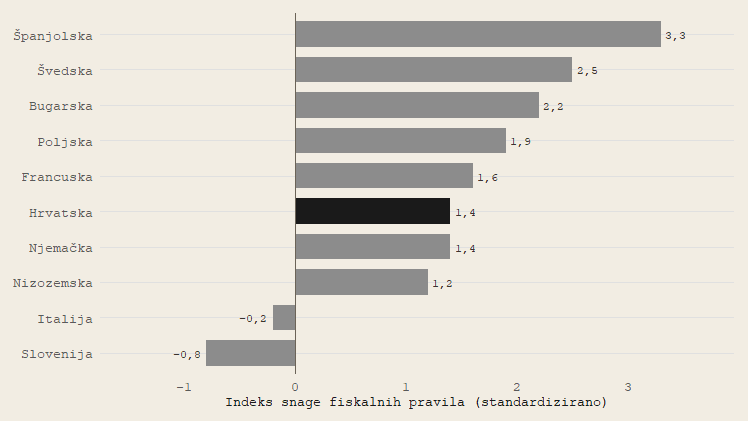 Španjolska 3,3
Švedska 2,5
Bugarska 2,2
Poljska 1,9
Francuska 1,6
Hrvatska 1,4
Njemačka 1,4
Nizozemska 1,2
Italija -0,2
Slovenija -0,8
-1 0 1 2 3
Indeks snage fiskalnih pravila (standardizirano)